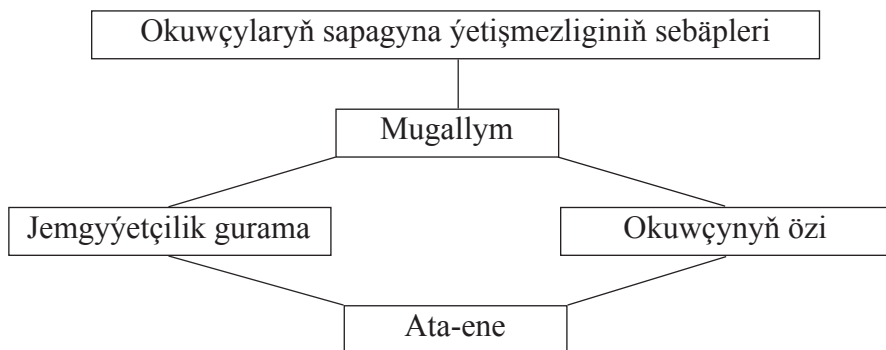 Okuwçylaryň sapagyna ýetişmezliginiň sebäpleri
Mugallym
Jemgyýetçilik gurama
Okuwçynyň özi
Ata-ene